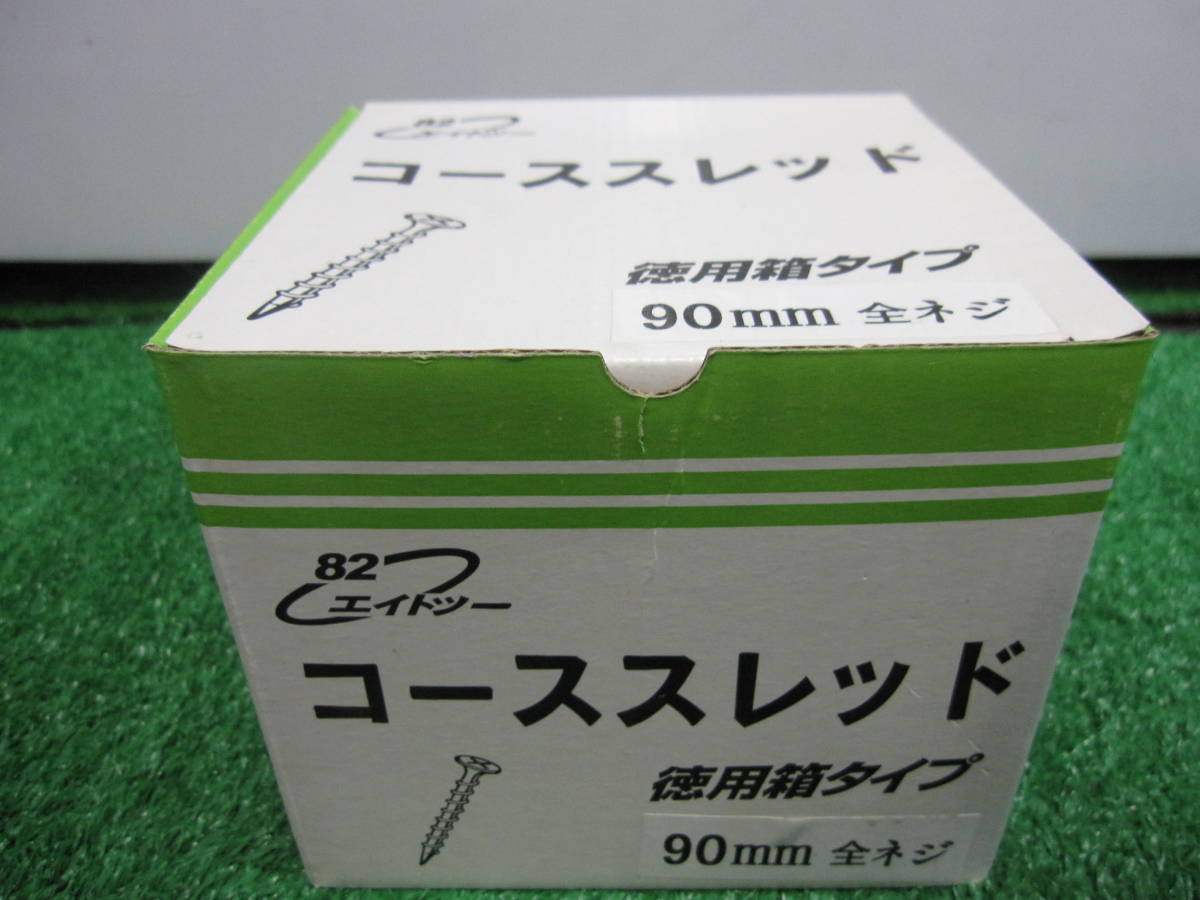 82
エイトツー
コーススレッド
徳用箱タイプ
90mm 全ネジ
82
エイトツー
コーススレッド
徳用箱タイプ
90mm 全ネジ